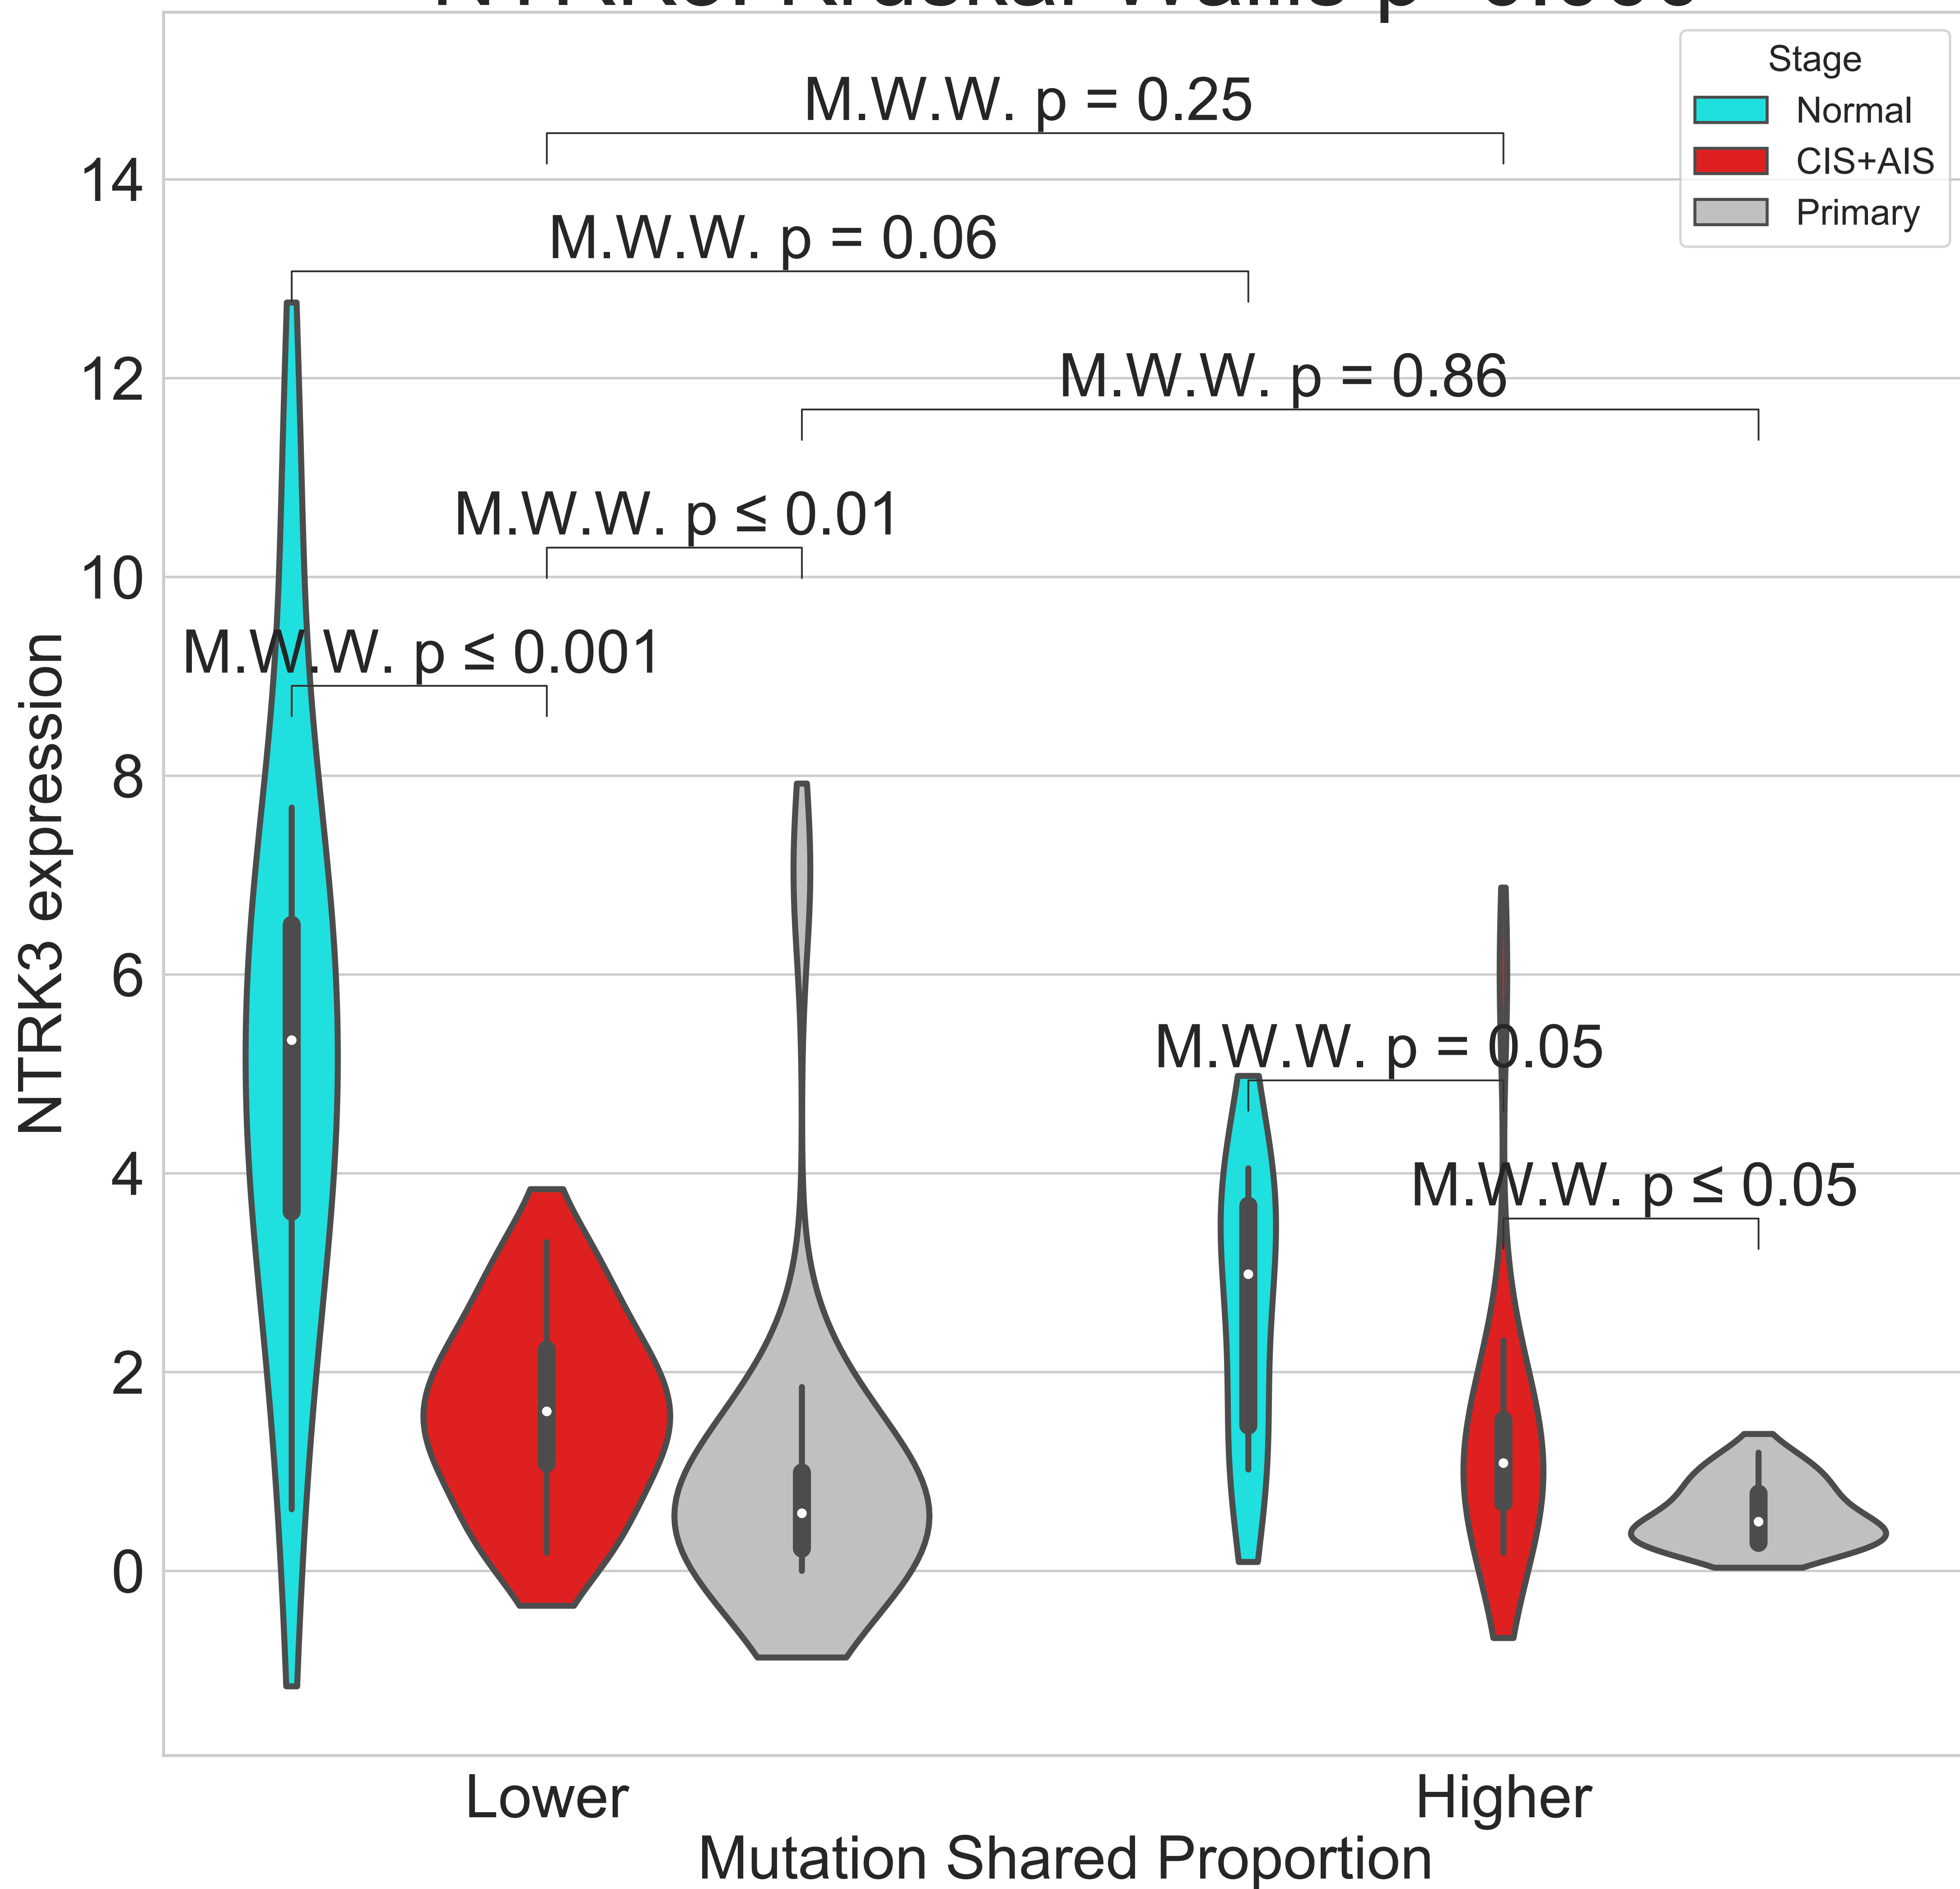 Stage
Normal
CIS+AIS
Primary
M.W.W. p = 0.25
M.W.W. p = 0.06
M.W.W. p = 0.86
M.W.W. p ≤ 0.01
M.W.W. p ≤ 0.001
M.W.W. p = 0.05
M.W.W. p ≤ 0.05
14
12
10
8
6
4
2
0
NTRK3 expression
Lower
Higher
Mutation Shared Proportion